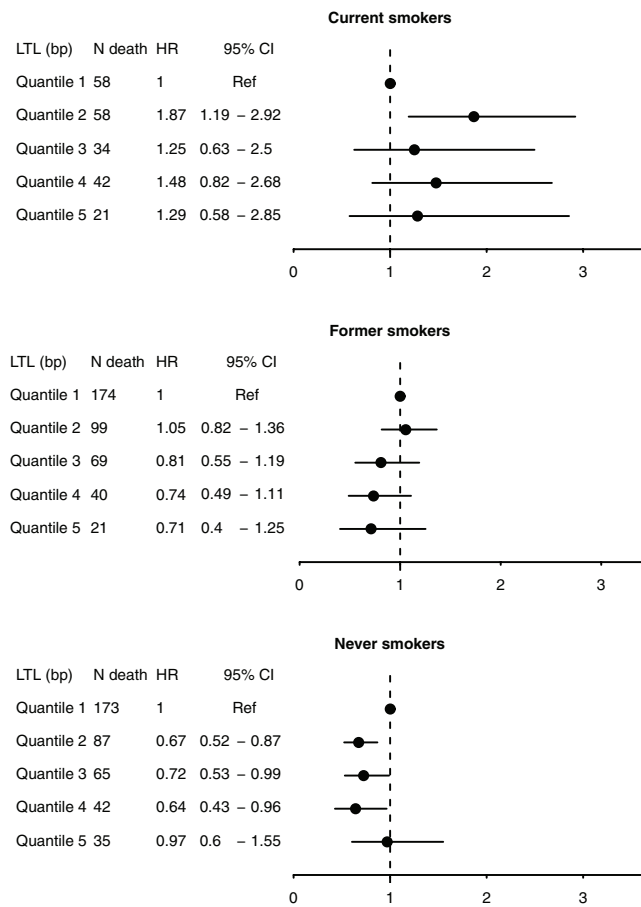 Current smokers
LTL (bp) N death HR 95% CI
Quantile 1 58 1 Ref
Quantile 2 58 1.87 1.19 − 2.92
Quantile 3 34 1.25 0.63 − 2.5
Quantile 4 42 1.48 0.82 − 2.68
Quantile 5 21 1.29 0.58 − 2.85
0 1 2 3
Former smokers
LTL (bp) N death HR 95% CI
Quantile 1 174 1 Ref
Quantile 2 99 1.05 0.82 − 1.36
Quantile 3 69 0.81 0.55 − 1.19
Quantile 4 40 0.74 0.49 − 1.11
Quantile 5 21 0.71 0.4 − 1.25
0 1 2 3
Never smokers
LTL (bp) N death HR 95% CI
Quantile 1 173 1 Ref
Quantile 2 87 0.67 0.52 − 0.87
Quantile 3 65 0.72 0.53 − 0.99
Quantile 4 42 0.64 0.43 − 0.96
Quantile 5 35 0.97 0.6 − 1.55
0 1 2 3